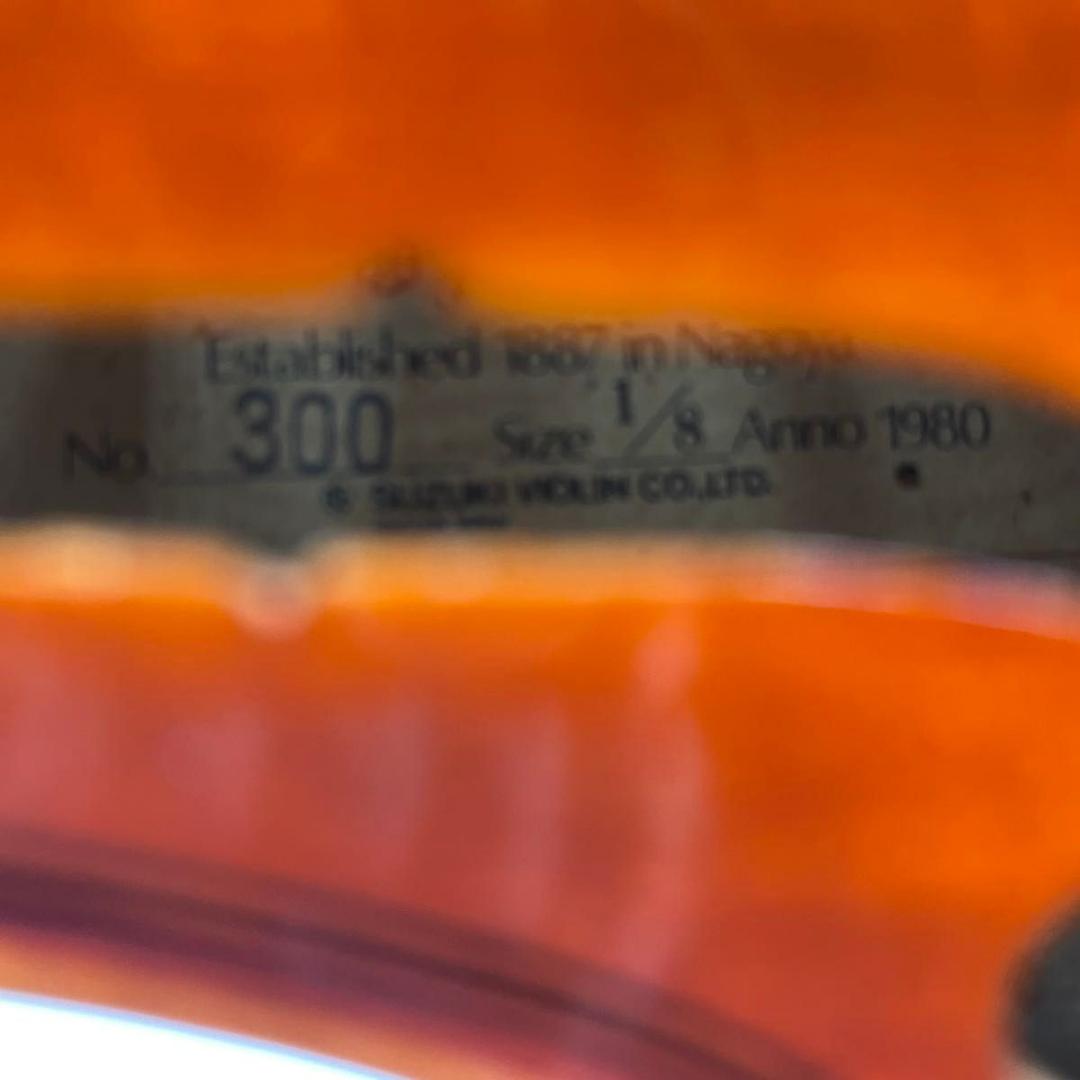 Established 1887 in Nagoya
No. 300 Size 1/8 Anno 1980
© SUZUKI VIOLIN CO.,LTD.